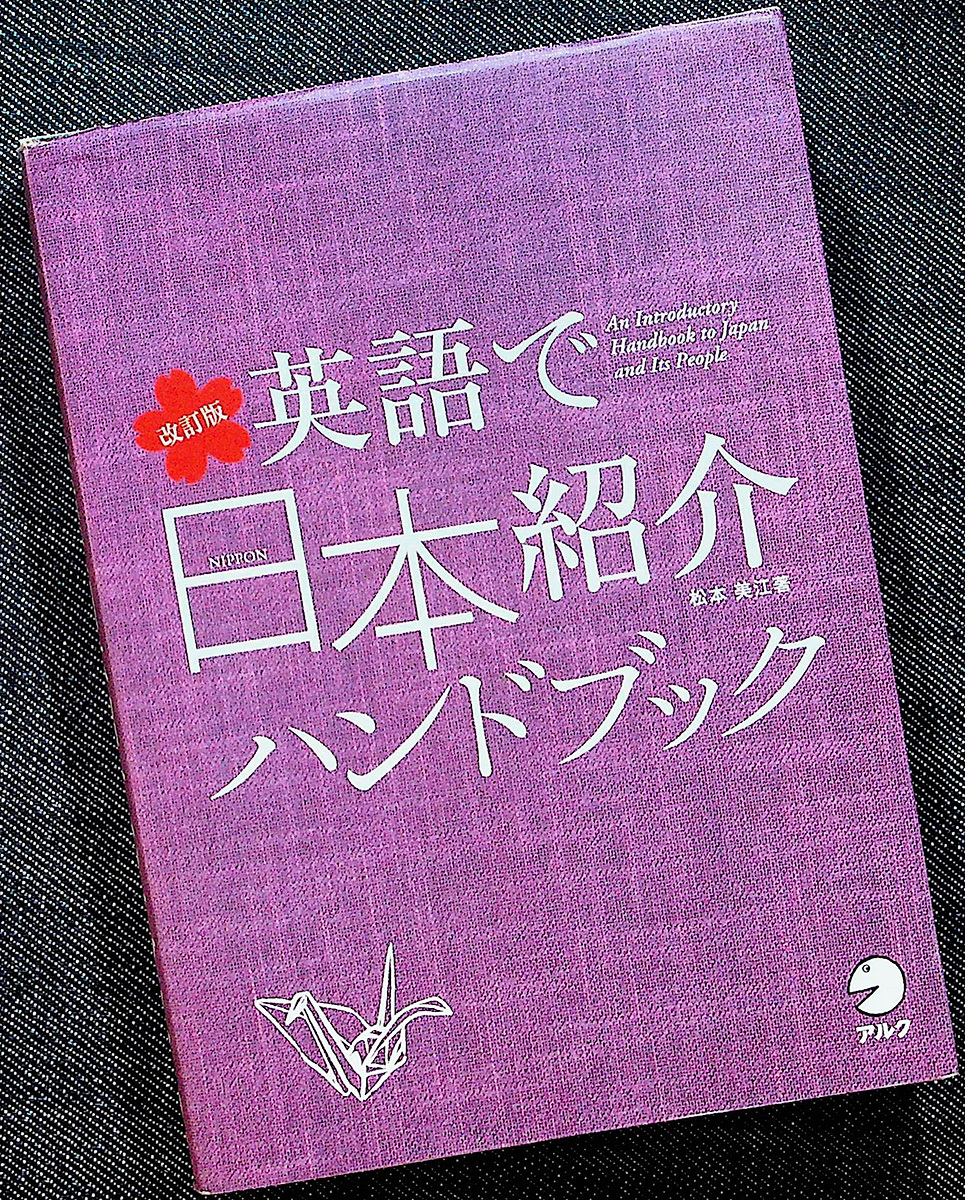 改訂版
英語で
An Introductory
Handbook to Japan
and Its People
日本紹介
NIPPON
松本 美江著
ハンドブック
アルク